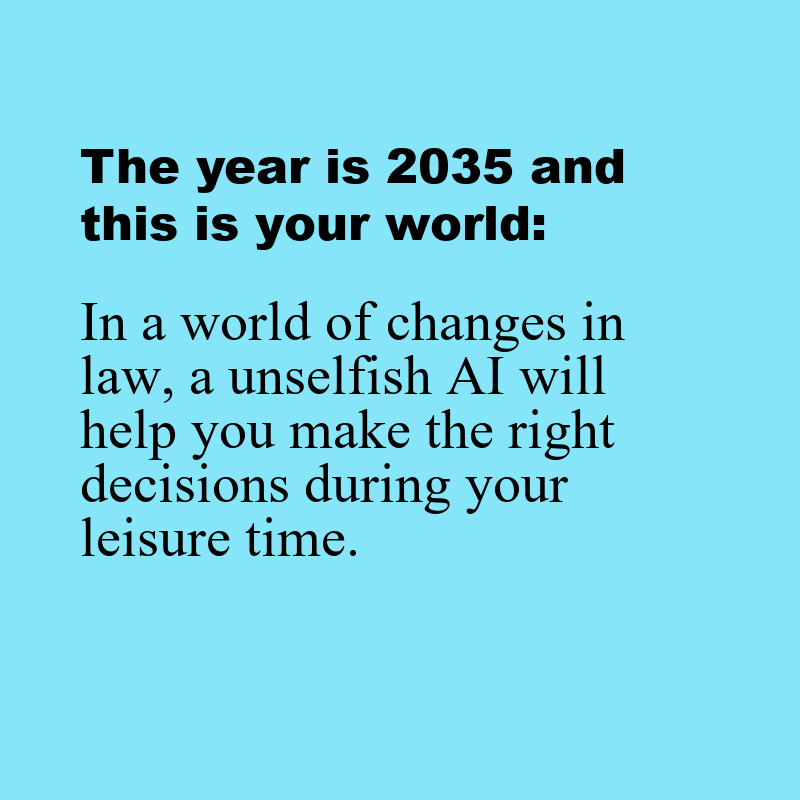 The year is 2035 and
this is your world:
In a world of changes in
law, a unselfish AI will
help you make the right
decisions during your
leisure time.